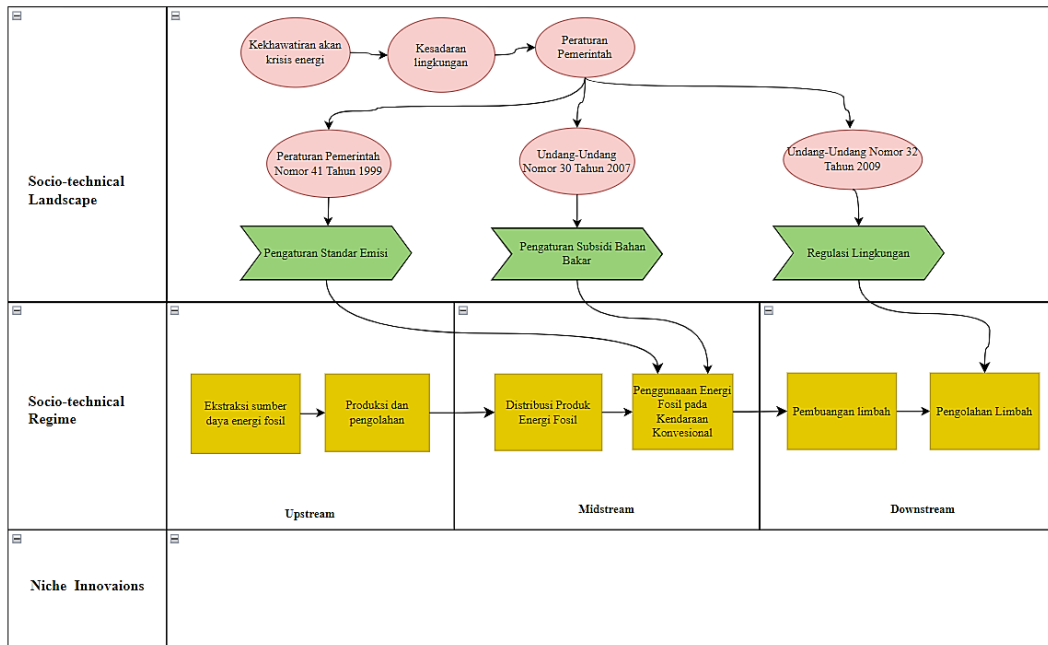 Kekhawatiran akan
krisis energi
Kesadaran
lingkungan
Peraturan
Pemerintah
Peraturan Pemerintah
Nomor 41 Tahun 1999
Undang-Undang
Nomor 30 Tahun 2007
Undang-Undang Nomor 32
Tahun 2009
Socio-technical
Landscape
Pengaturan Standar Emisi
Pengaturan Subsidi Bahan
Bakar
Regulasi Lingkungan
Socio-technical
Regime
Ekstraksi sumber
daya energi fosil
Produksi dan
pengolahan
Distribusi Produk
Energi Fosil
Penggunaaan Energi
Fosil pada
Kendaraan
Konvesional
Pembuangan limbah
Pengolahan Limbah
Upstream
Midstream
Downstream
Niche Innovaions